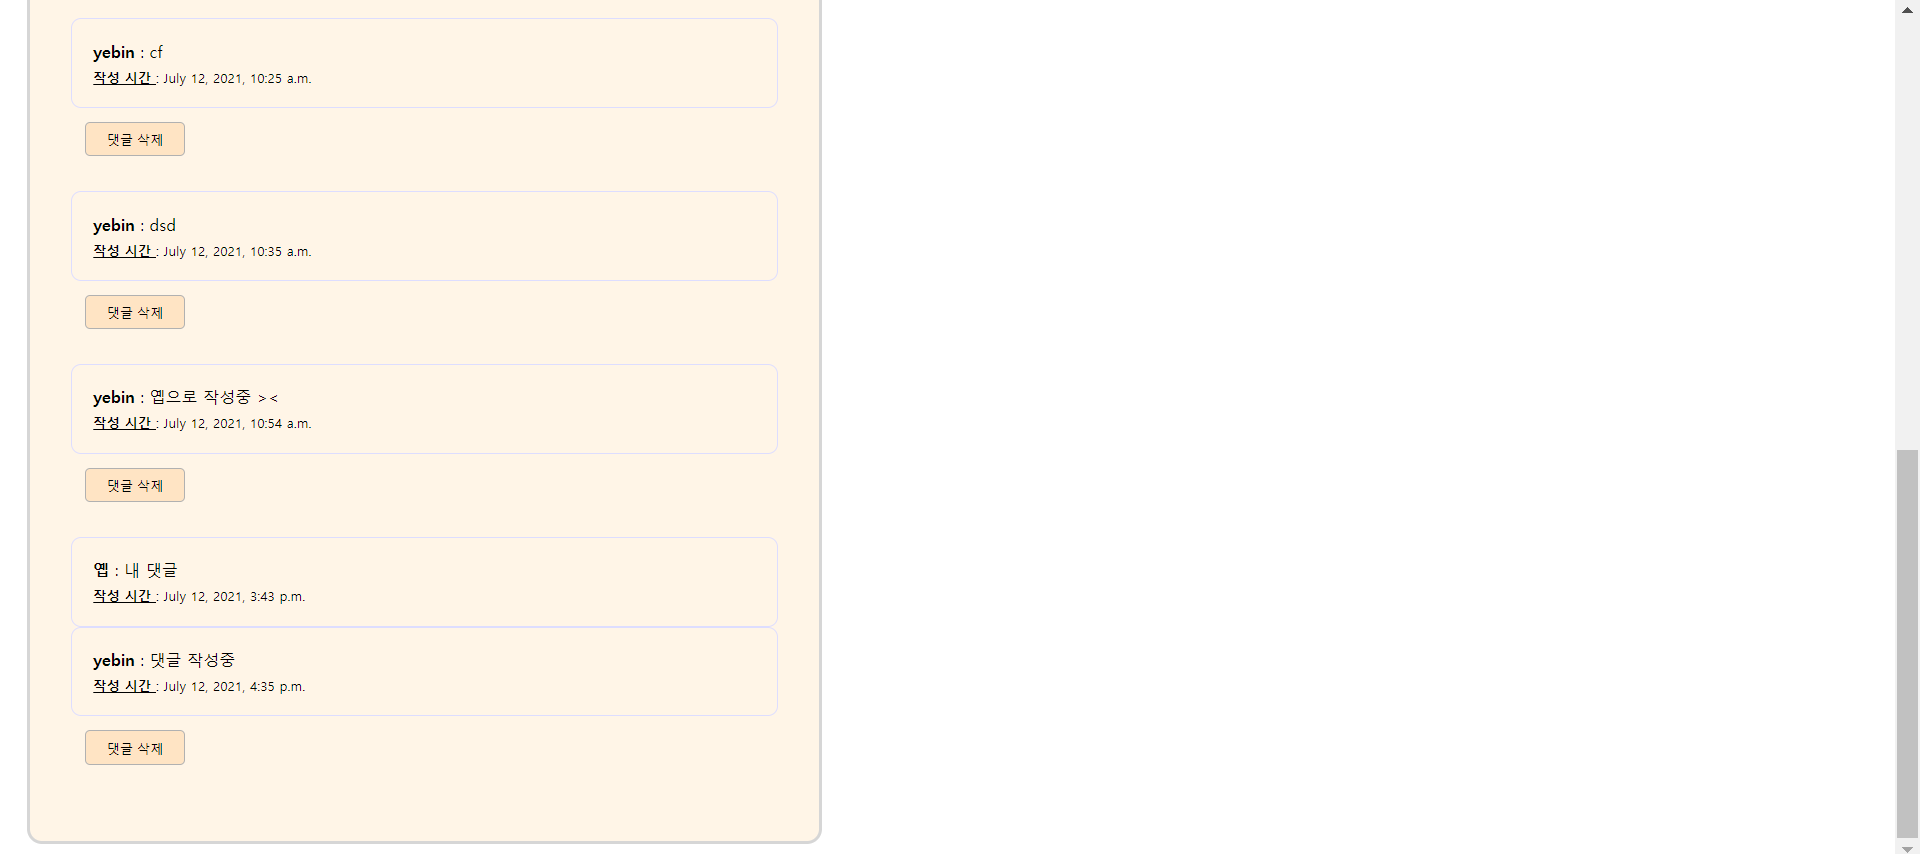 yebin : cf
작성 시간 : July 12, 2021, 10:25 a.m.
댓글 삭제
yebin : dsd
작성 시간 : July 12, 2021, 10:35 a.m.
댓글 삭제
yebin : 옙으로 작성중 ><
작성 시간 : July 12, 2021, 10:54 a.m.
댓글 삭제
옙 : 내 댓글
작성 시간 : July 12, 2021, 3:43 p.m.
yebin : 댓글 작성중
작성 시간 : July 12, 2021, 4:35 p.m.
댓글 삭제